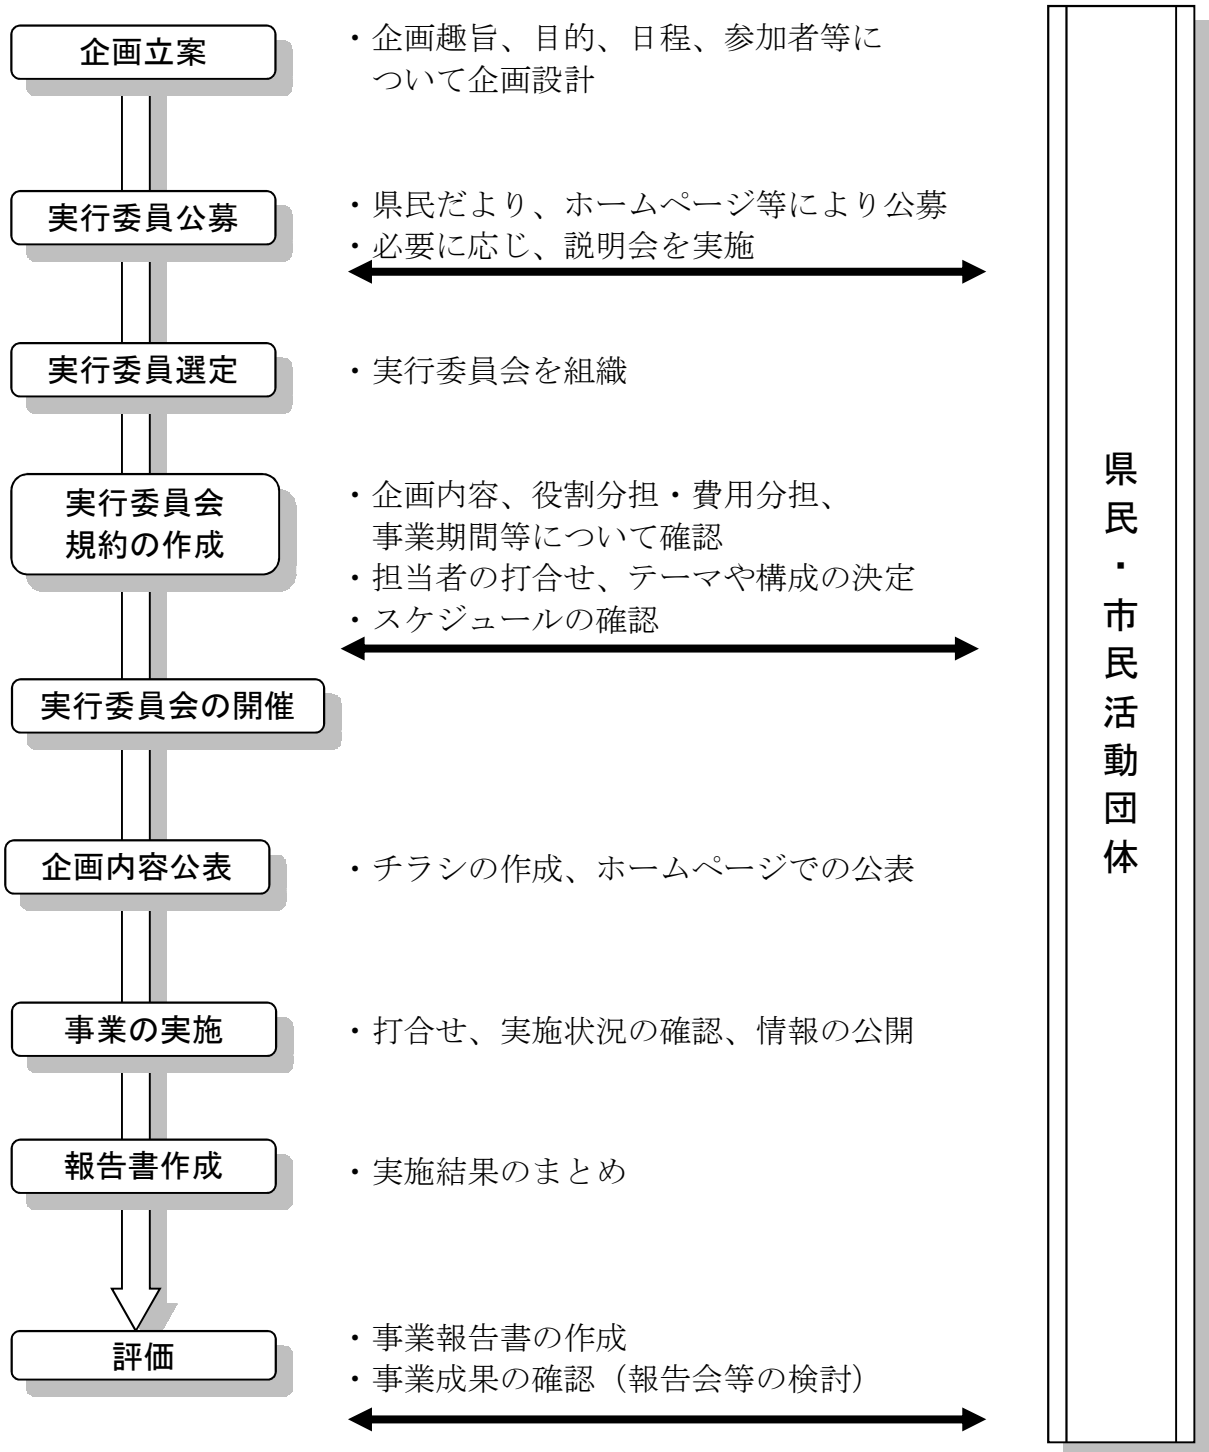 企画立案
・企画趣旨、目的、日程、参加者等に
ついて企画設計
実行委員公募
・県民だより、ホームページ等により公募
・必要に応じ、説明会を実施
実行委員選定
・実行委員会を組織
実行委員会
規約の作成
・企画内容、役割分担・費用分担、
事業期間等について確認
・担当者の打合せ、テーマや構成の決定
・スケジュールの確認
実行委員会の開催
企画内容公表
・チラシの作成、ホームページでの公表
事業の実施
・打合せ、実施状況の確認、情報の公開
報告書作成
・実施結果のまとめ
評価
・事業報告書の作成
・事業成果の確認（報告会等の検討）
県民・市民活動団体